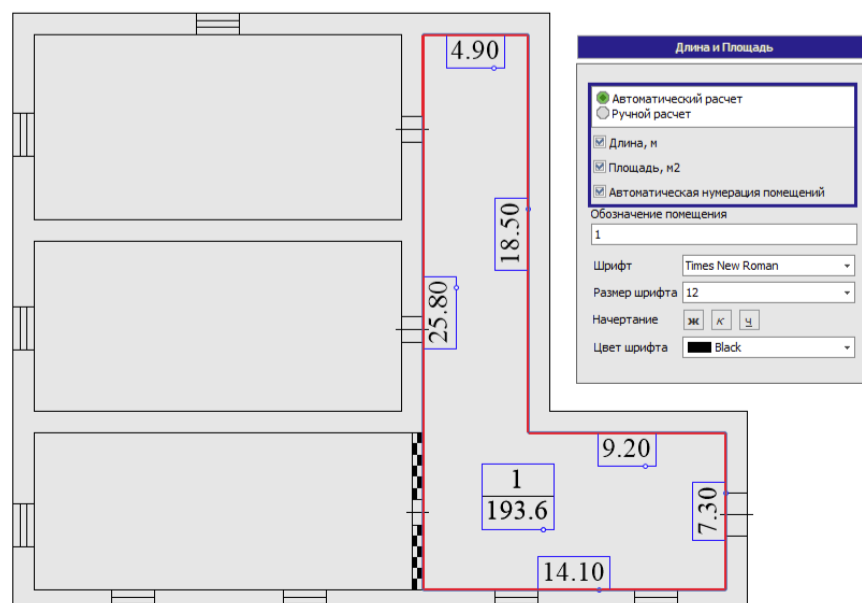 4.90
18.50
25.80
9.20
1
193.6
7.30
14.10
Длина и Площадь
Автоматический расчет
Ручной расчет
Длина, м
Площадь, м2
Автоматическая нумерация помещений
Обозначение помещения
1
Шрифт Times New Roman
Размер шрифта 12
Начертание ж к ч
Цвет шрифта Black